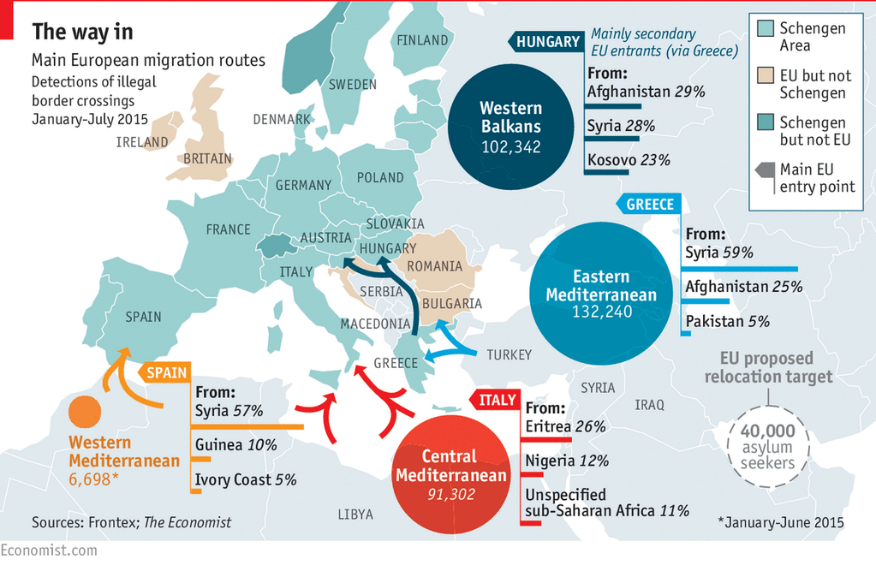 The way in
Main European migration routes
Detections of illegal
border crossings
January-July 2015
HUNGARY
Mainly secondary
EU entrants (via Greece)
Western
Balkans
102,342
From:
Afghanistan 29%
Syria 28%
Kosovo 23%
Schengen
Area
EU but not
Schengen
Schengen
but not EU
Main EU
entry point
FINLAND
SWEDEN
DENMARK
IRELAND
BRITAIN
GERMANY
POLAND
FRANCE
SLOVAKIA
AUSTRIA
HUNGARY
ITALY
ROMANIA
SERBIA
BULGARIA
SPAIN
MACEDONIA
GREECE
TURKEY
SYRIA
IRAQ
LIBYA
GREECE
Eastern
Mediterranean
132,240
From:
Syria 59%
Afghanistan 25%
Pakistan 5%
EU proposed
relocation target
40,000
asylum
seekers
SPAIN
Western
Mediterranean
6,698*
From:
Syria 57%
Guinea 10%
Ivory Coast 5%
ITALY
Central
Mediterranean
91,302
From:
Eritrea 26%
Nigeria 12%
Unspecified
sub-Saharan Africa 11%
Sources: Frontex; The Economist
*January-June 2015
Economist.com